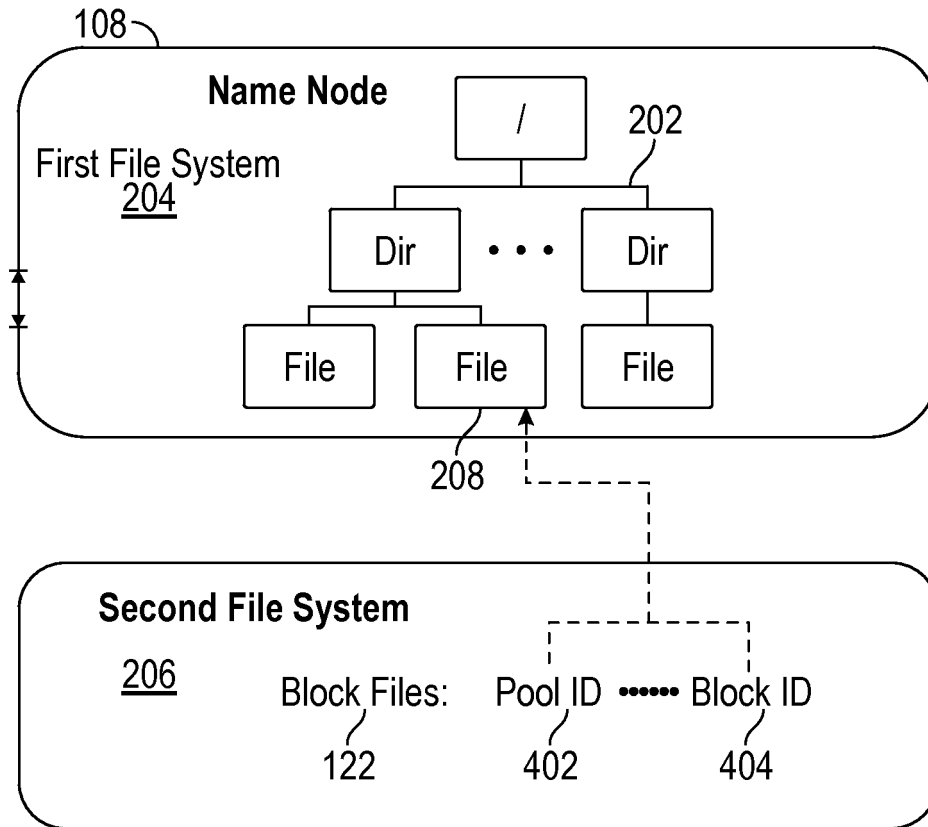 108
Name Node
/
202
First File System
204
Dir • • • Dir
File File File
208
Second File System
206
Block Files: Pool ID •••••• Block ID
122 402 404